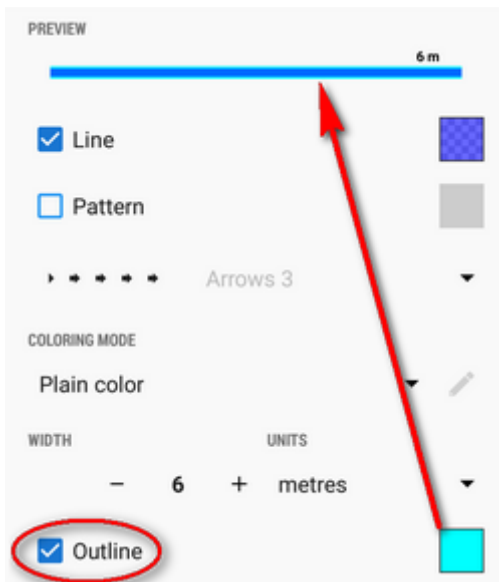 PREVIEW
6 m
Line
Pattern
Arrows 3
COLORING MODE
Plain color
WIDTH UNITS
− 6 + metres
Outline